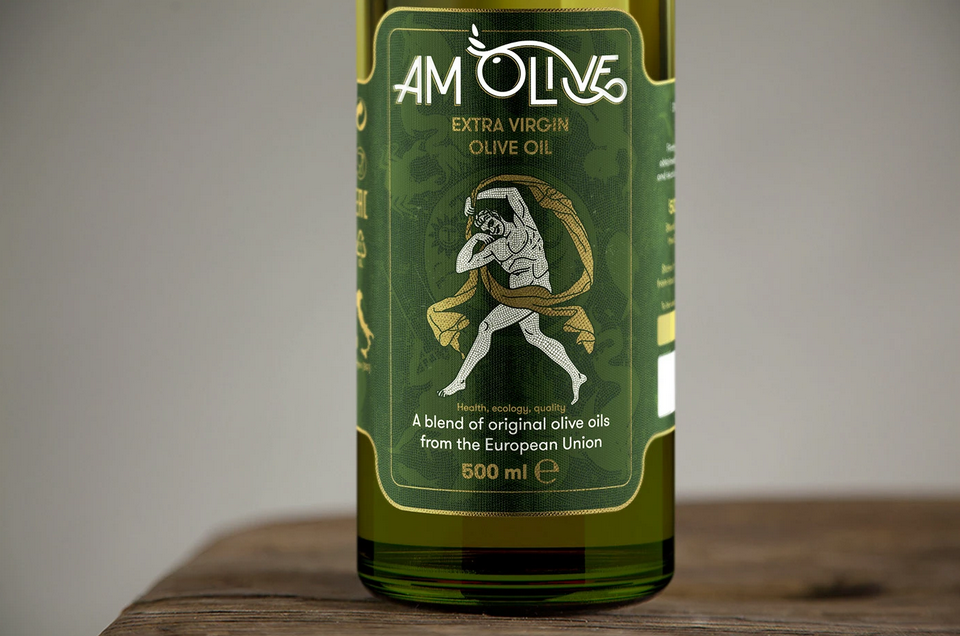 AM OLIVE
EXTRA VIRGIN
OLIVE OIL
Health, ecology, quality
A blend of original olive oils
from the European Union
500 ml ℮